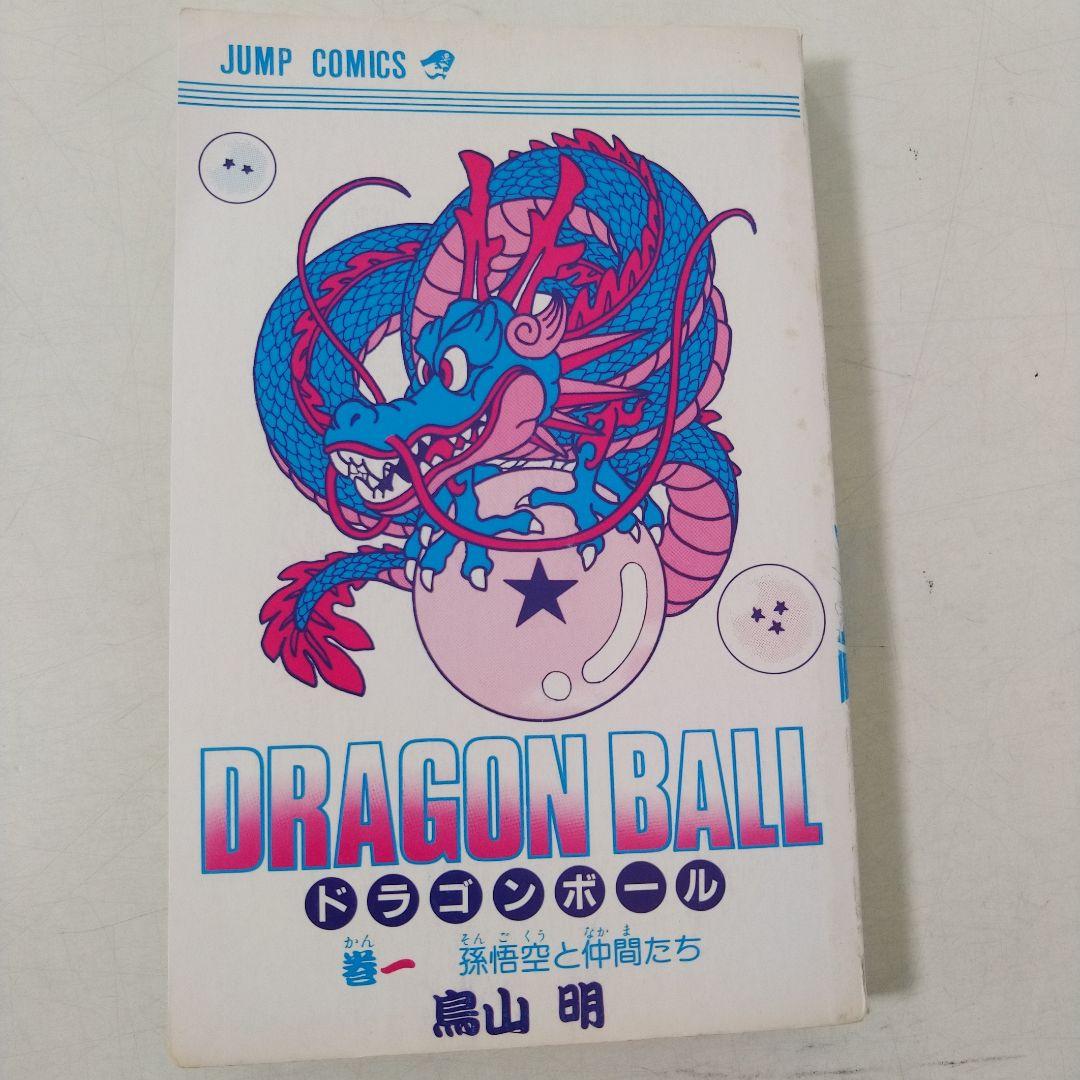 JUMP COMICS
DRAGON BALL
ドラゴンボール
かん そんごくう なかま
巻一 孫悟空と仲間たち
鳥山 明